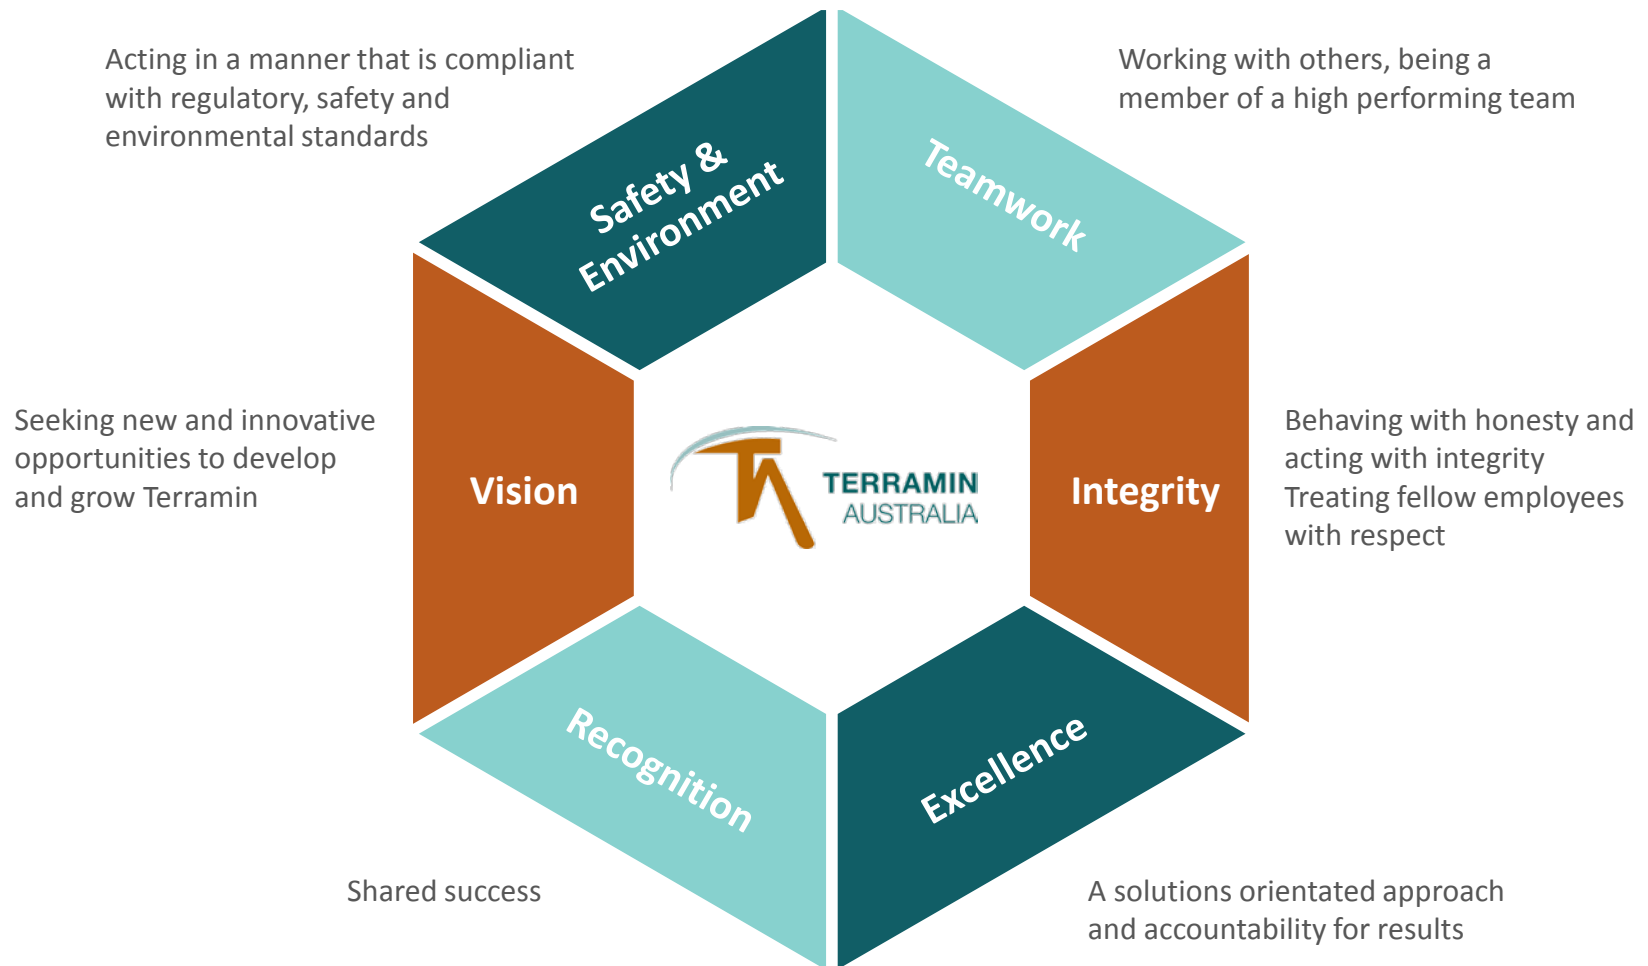 Acting in a manner that is compliant
with regulatory, safety and
environmental standards
Safety &
Environment
Teamwork
Working with others, being a
member of a high performing team
Seeking new and innovative
opportunities to develop
and grow Terramin
Vision
TERRAMIN
AUSTRALIA
Integrity
Behaving with honesty and
acting with integrity
Treating fellow employees
with respect
Recognition
Shared success
Excellence
A solutions orientated approach
and accountability for results